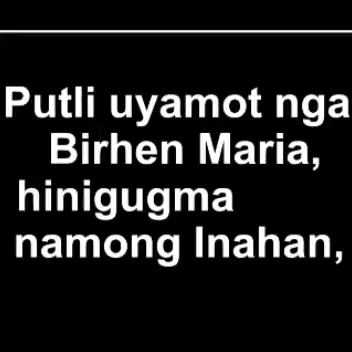 Putli uyamot nga
Birhen Maria,
hinigugma
namong Inahan,